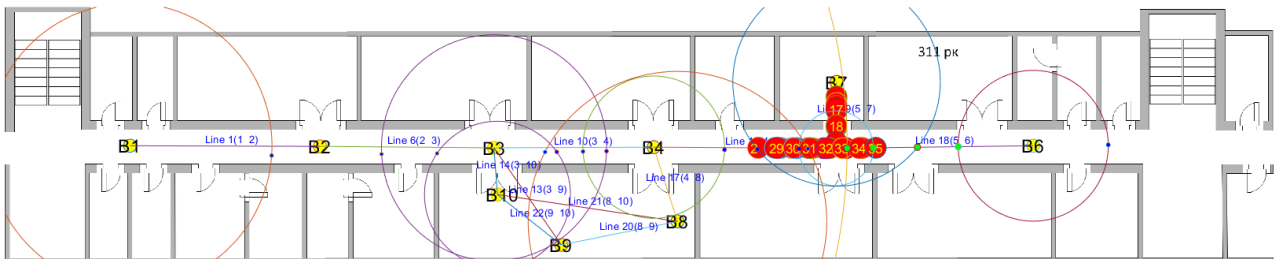 311 рк
B7
17
9(5 7)
18
Line 1(1 2)
Line 6(2 3)
Line 10(3 4)
Line 18(5 6)
B1
B2
B3
B4
2
29
30
31
32
33
34
35
B6
Line 14(3 10)
Line 13(3 9)
Line 17(4 8)
B10
Line 21(8 10)
Line 22(9 10)
B8
Line 20(8 9)
B9